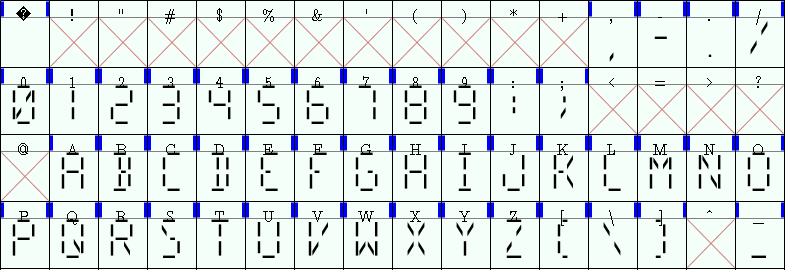 � ! " # $ % & ' ( ) * + , - . /
, - . /
0 1 2 3 4 5 6 7 8 9 : ; < = > ?
0 1 2 3 4 5 6 7 8 9 : ;
@ A B C D E F G H I J K L M N O
A B C D E F G H I J K L M N O
P Q R S T U V W X Y Z [ \ ] ^ _
P Q R S T U V W X Y Z [ \ ] _